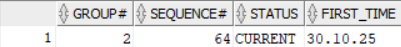 GROUP# SEQUENCE# STATUS FIRST_TIME
1 2 64 CURRENT 30.10.25